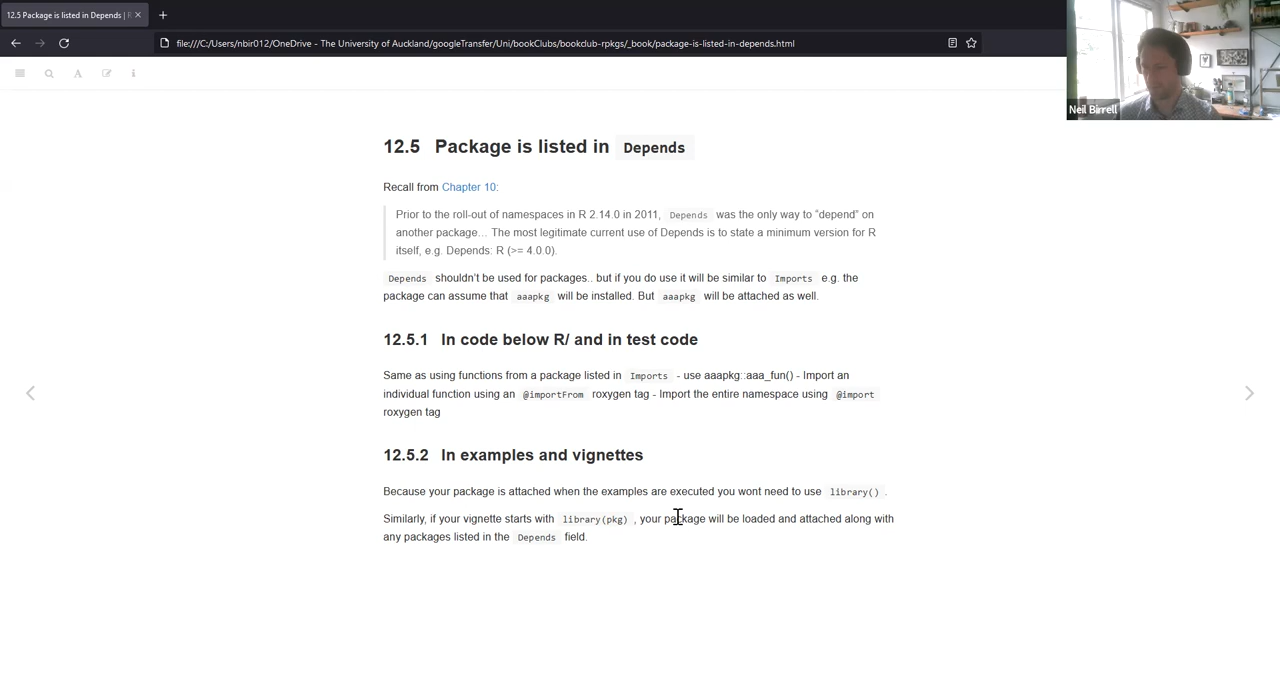 12.5 Package is listed in Depends | R
file:///C:/Users/nbir012/OneDrive - The University of Auckland/googleTransfer/Uni/bookClubs/bookclub-rpkgs/_book/package-is-listed-in-depends.html
Neil Birrell
12.5 Package is listed in Depends
Recall from Chapter 10:
Prior to the roll-out of namespaces in R 2.14.0 in 2011, Depends was the only way to “depend” on
another package… The most legitimate current use of Depends is to state a minimum version for R
itself, e.g. Depends: R (>= 4.0.0).
Depends shouldn’t be used for packages.. but if you do use it will be similar to Imports e.g. the
package can assume that aaapkg will be installed. But aaapkg will be attached as well.
12.5.1 In code below R/ and in test code
Same as using functions from a package listed in Imports - use aaapkg::aaa_fun() - Import an
individual function using an @importFrom roxygen tag - Import the entire namespace using @import
roxygen tag
12.5.2 In examples and vignettes
Because your package is attached when the examples are executed you wont need to use library() .
Similarly, if your vignette starts with library(pkg) , your package will be loaded and attached along with
any packages listed in the Depends field.